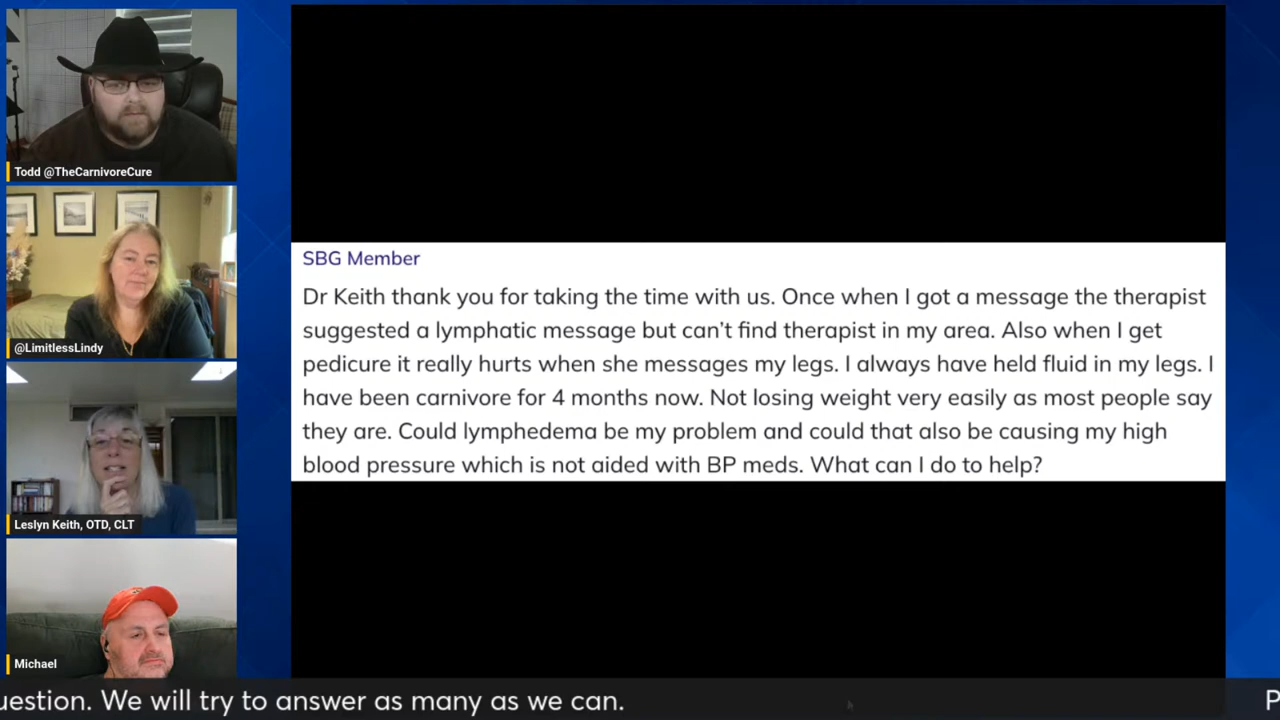 Todd @TheCarnivoreCure
@LimitlessLindy
Leslyn Keith, OTD, CLT
Michael
SBG Member
Dr Keith thank you for taking the time with us. Once when I got a message the therapist
suggested a lymphatic message but can't find therapist in my area. Also when I get
pedicure it really hurts when she messages my legs. I always have held fluid in my legs. I
have been carnivore for 4 months now. Not losing weight very easily as most people say
they are. Could lymphedema be my problem and could that also be causing my high
blood pressure which is not aided with BP meds. What can I do to help?
uestion. We will try to answer as many as we can.
P